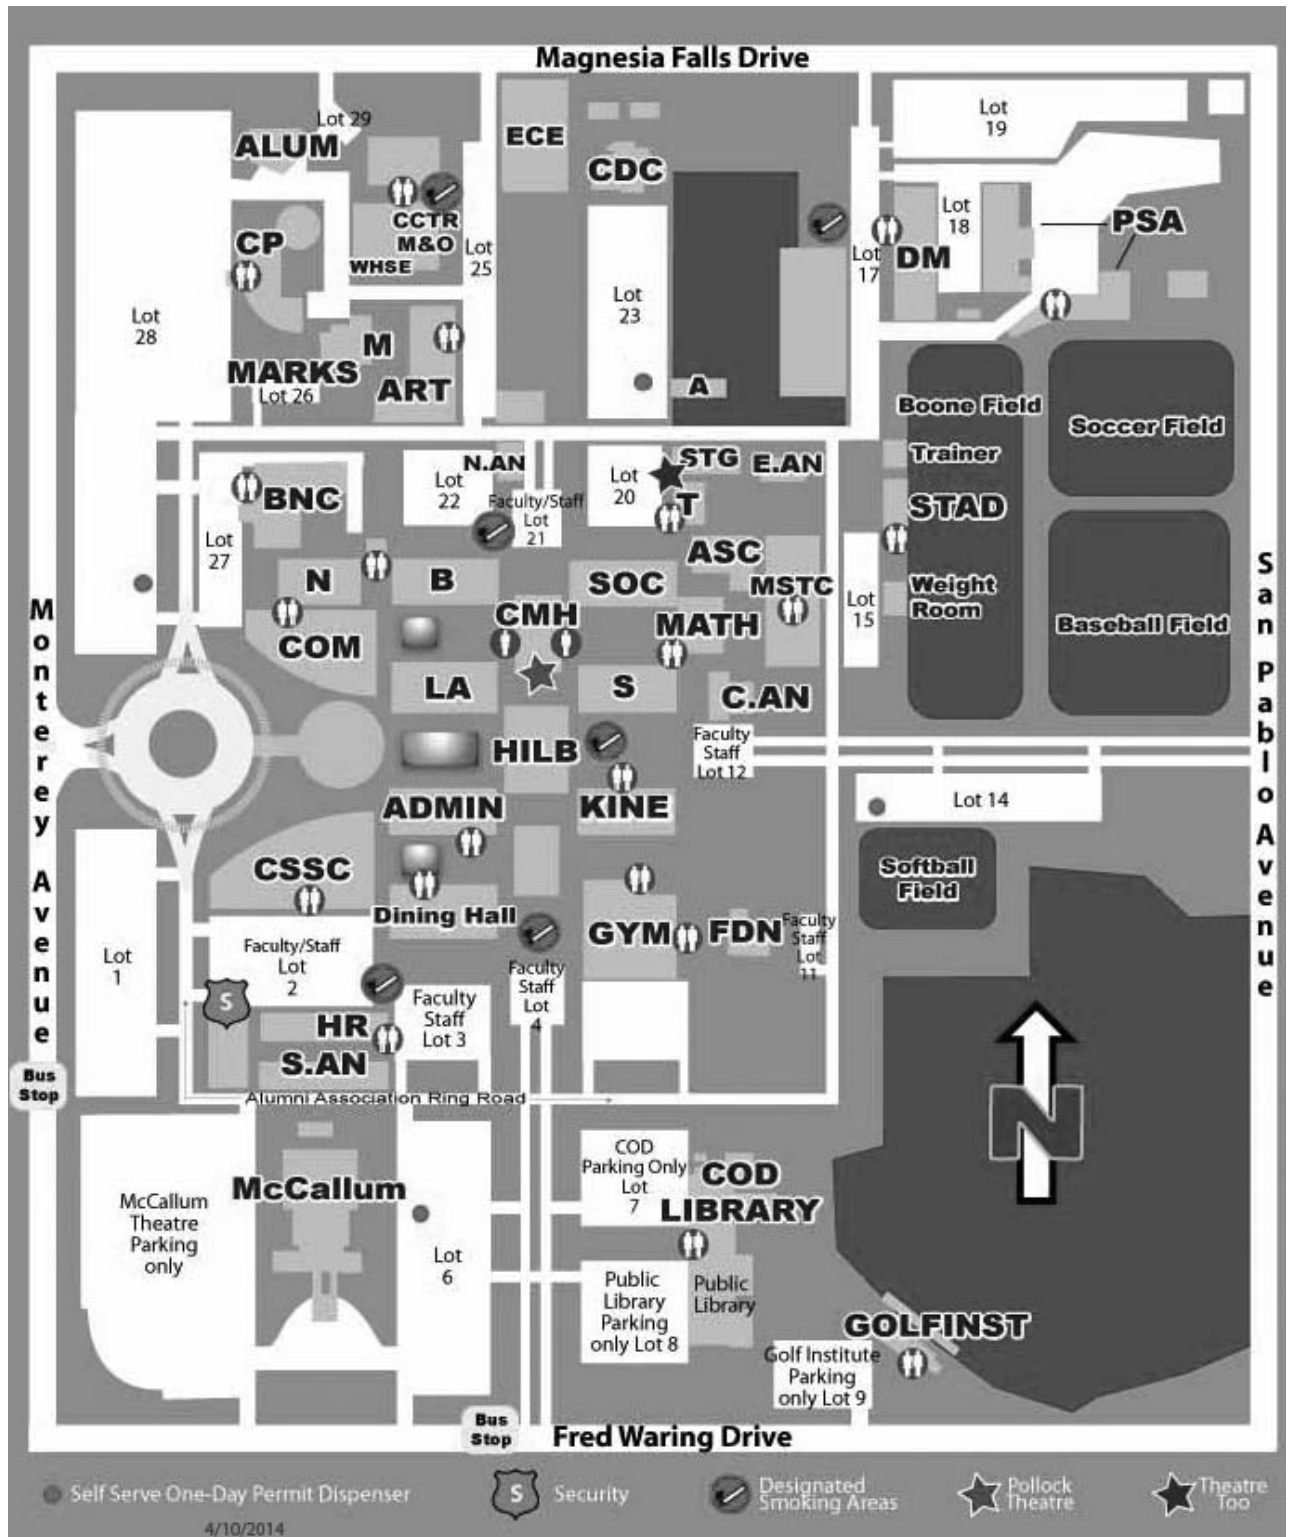 Magnesia Falls Drive
Lot 29
ALUM
ECE
CDC
Lot
19
CCTR
M&O
WHSE
CP
Lot
25
Lot
18
PSA
Lot
17
DM
Lot
28
Lot
23
M
MARKS
Lot 26
ART
A
Boone Field
Soccer Field
N.AN
STG
E.AN
Trainer
BNC
Lot
22
Faculty/Staff
Lot
21
Lot
20
T
STAD
Lot
27
ASC
N
B
SOC
MSTC
Lot
15
Weight
Room
Baseball Field
CMH
MATH
COM
LA
S
C.AN
Faculty
Staff
Lot 12
HILB
ADMIN
KINE
Lot 14
Monterey Avenue
San Pablo Avenue
CSSC
Softball
Field
Dining Hall
GYM
FDN
Faculty
Staff
Lot
11
Lot
1
Faculty/Staff
Lot
2
S
Faculty
Staff
Lot 3
Faculty
Staff
Lot
4
HR
S.AN
N
Bus
Stop
Alumni Association Ring Road
McCallum
McCallum
Theatre
Parking
only
Lot
6
COD
Parking Only
Lot
7
COD
LIBRARY
Public
Library
Parking
only Lot 8
Public
Library
GOLFINST
Golf Institute
Parking
only Lot 9
Bus
Stop
Fred Waring Drive
Self Serve One-Day Permit Dispenser
S
Security
Designated
Smoking Areas
Pollock
Theatre
Theatre
Too
4/10/2014